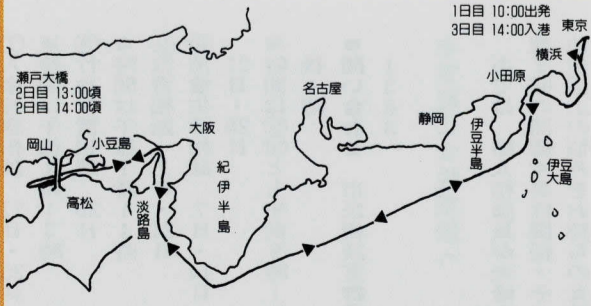 1日目 10:00出発
3日目 14:00入港
東京
横浜
小田原
瀬戸大橋
2日目 13:00頃
2日目 14:00頃
名古屋
静岡
伊豆半島
伊豆大島
岡山
小豆島
大阪
紀伊半島
高松
淡路島